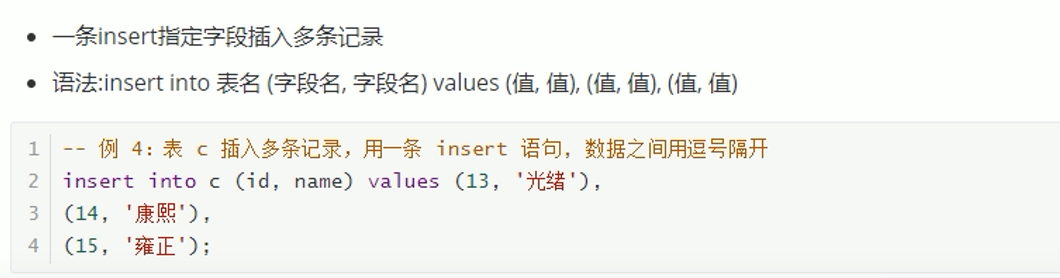 一条insert指定字段插入多条记录
语法:insert into 表名 (字段名, 字段名) values (值, 值), (值, 值), (值, 值)
1 -- 例 4：表 c 插入多条记录，用一条 insert 语句，数据之间用逗号隔开
2 insert into c (id, name) values (13, '光绪'),
3 (14, '康熙'),
4 (15, '雍正');